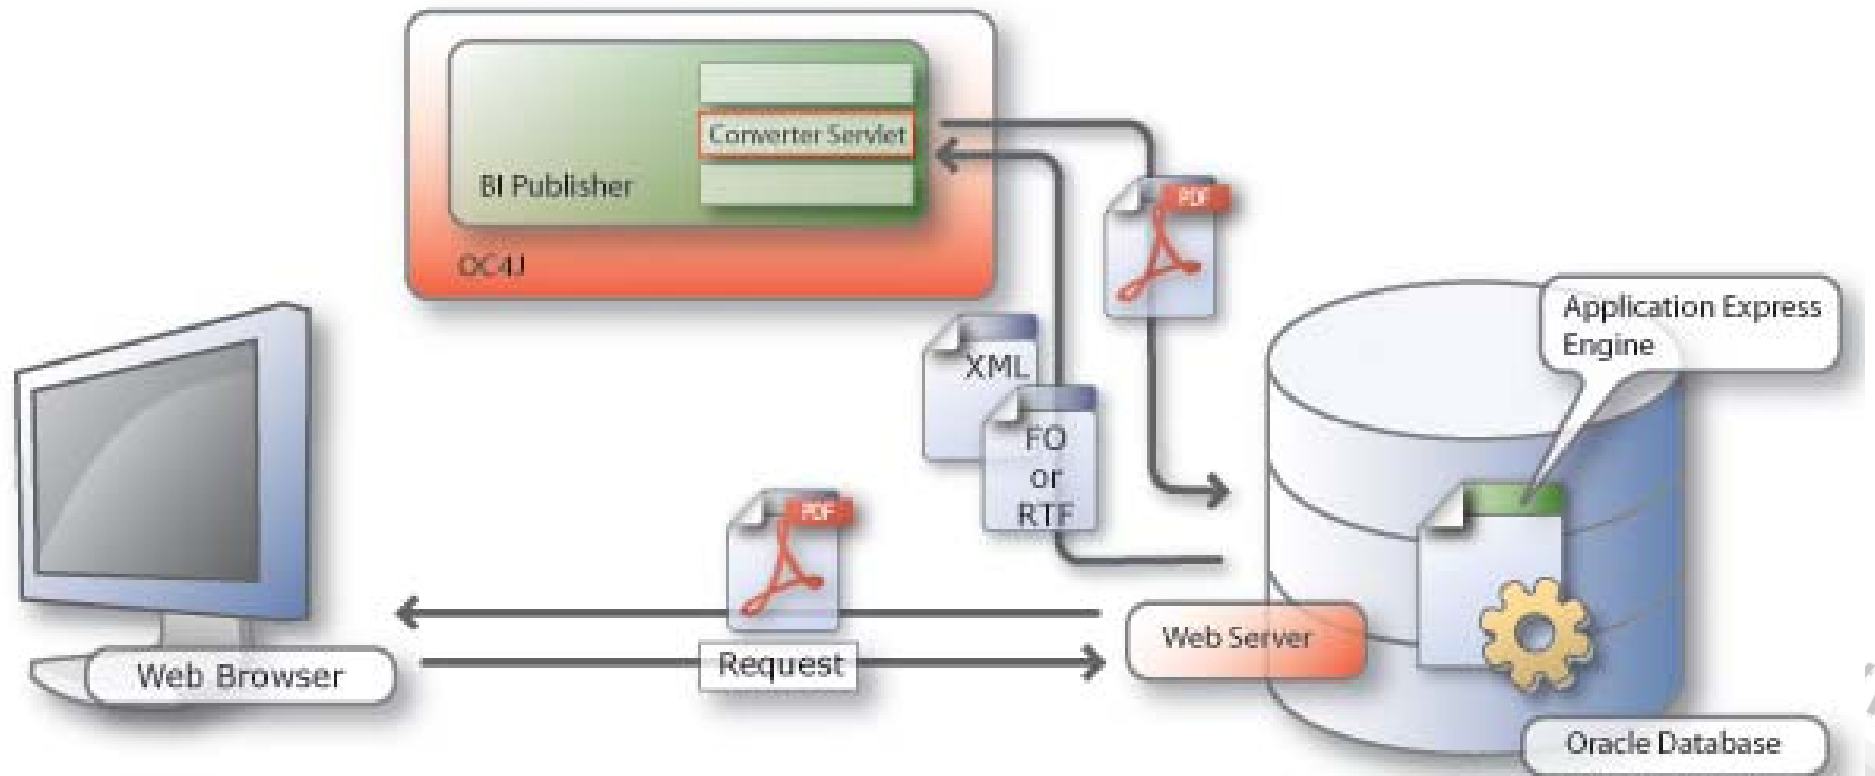 Converter Servlet
BI Publisher
OC4J
PDF
Application Express
Engine
XML
FO
or
RTF
PDF
Web Server
Request
Web Browser
Oracle Database